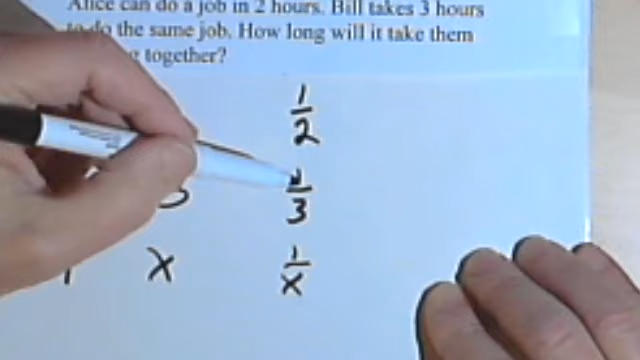 Alice can do a job in 2 hours. Bill takes 3 hours
to do the same job. How long will it take them
together?
1/2
1/3
x 1/x